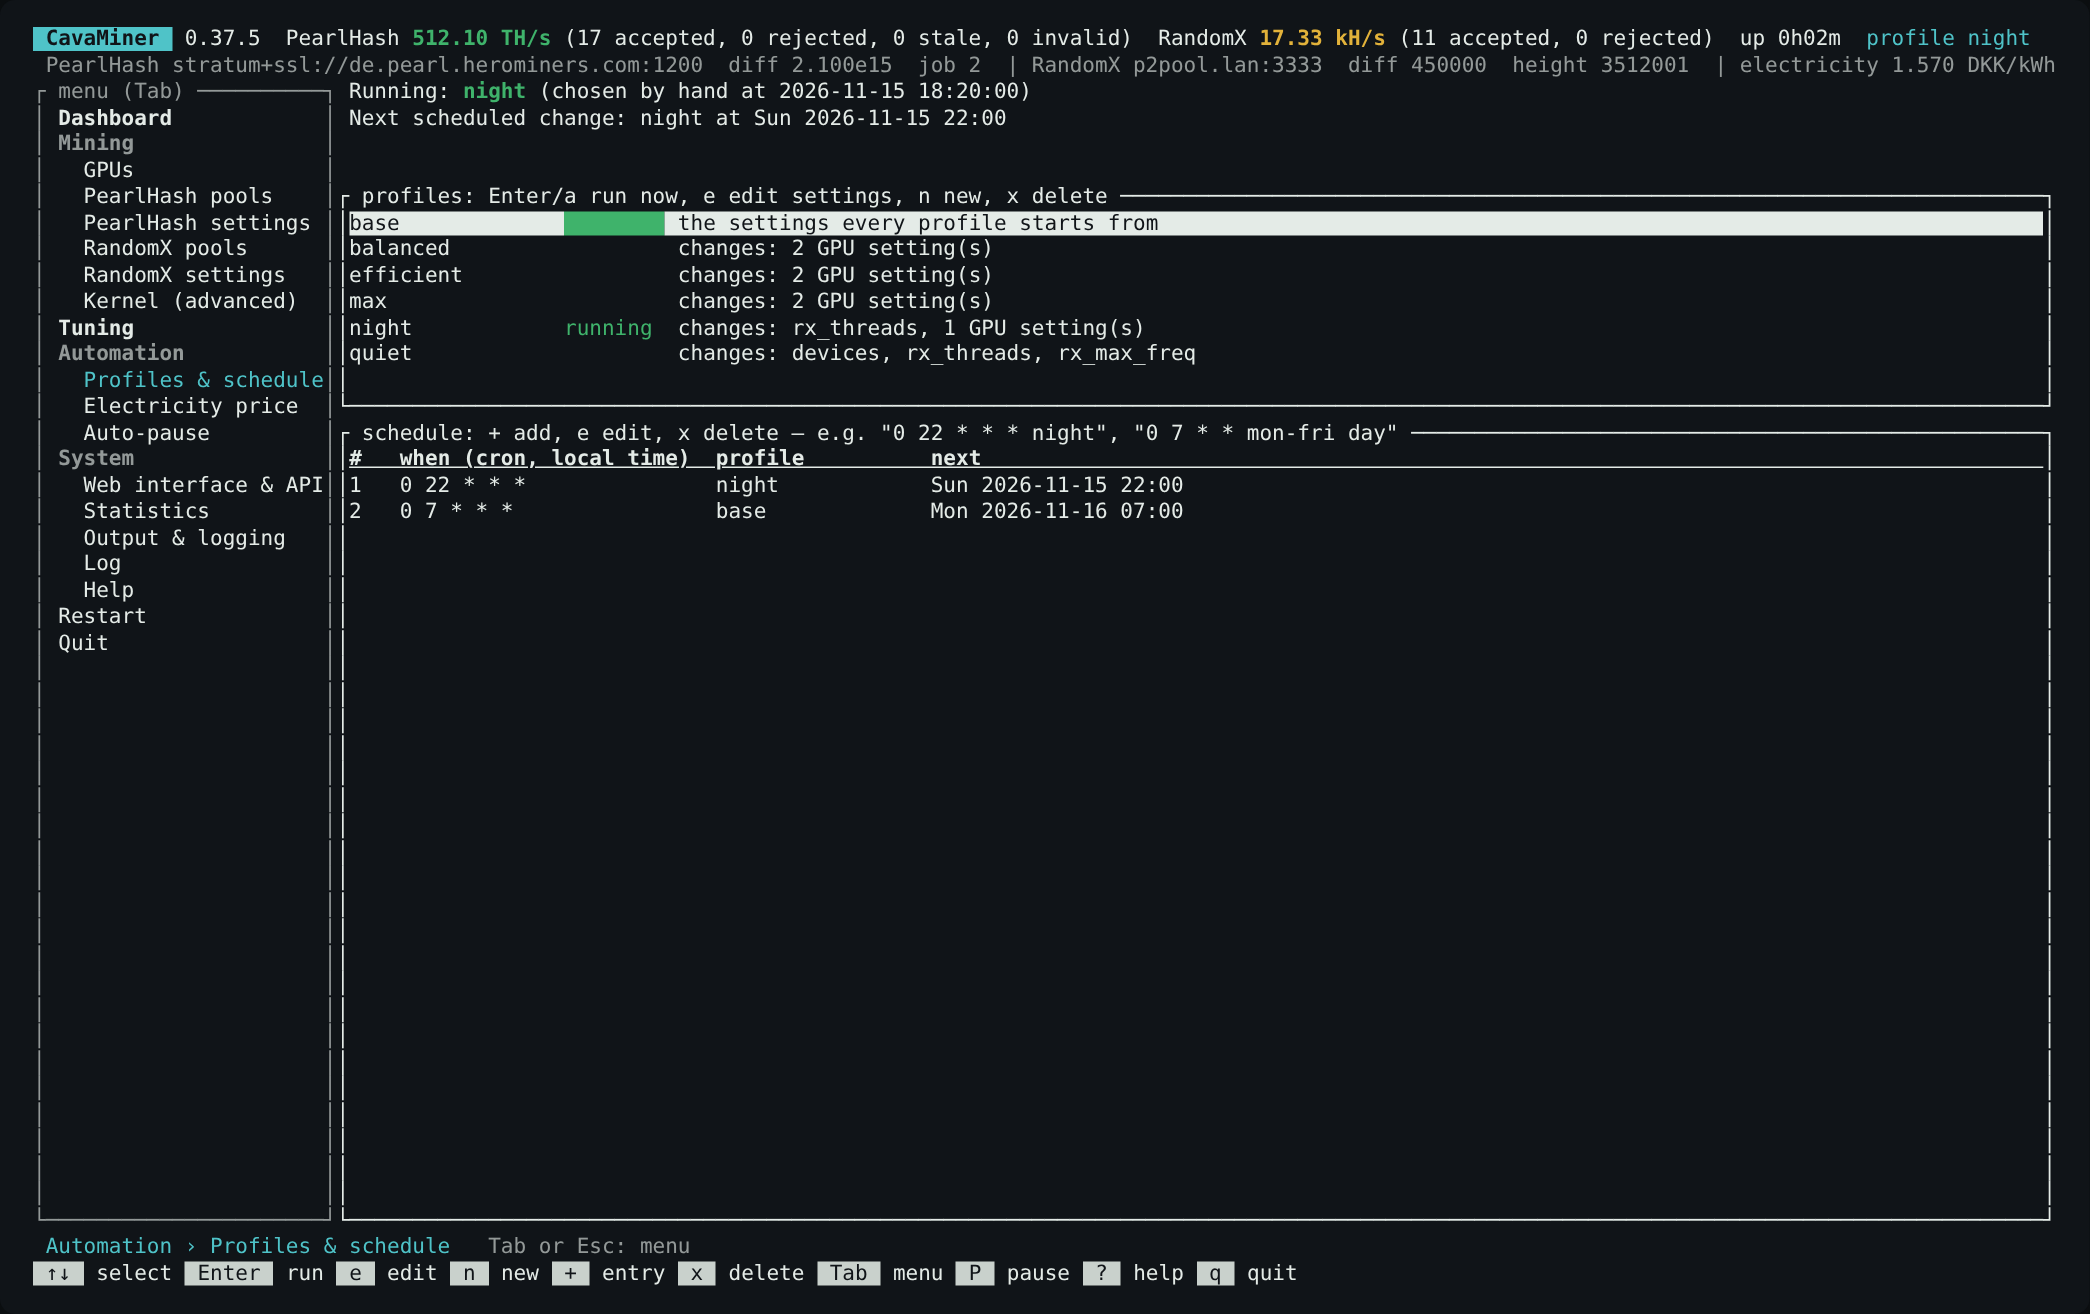 CavaMiner 0.37.5 PearlHash 512.10 TH/s (17 accepted, 0 rejected, 0 stale, 0 invalid) RandomX 17.33 kH/s (11 accepted, 0 rejected) up 0h02m profile night
PearlHash stratum+ssl://de.pearl.herominers.com:1200 diff 2.100e15 job 2 | RandomX p2pool.lan:3333 diff 450000 height 3512001 | electricity 1.570 DKK/kWh
menu (Tab)
Dashboard
Mining
GPUs
PearlHash pools
PearlHash settings
RandomX pools
RandomX settings
Kernel (advanced)
Tuning
Automation
Profiles & schedule
Electricity price
Auto-pause
System
Web interface & API
Statistics
Output & logging
Log
Help
Restart
Quit
Running: night (chosen by hand at 2026-11-15 18:20:00)
Next scheduled change: night at Sun 2026-11-15 22:00
profiles: Enter/a run now, e edit settings, n new, x delete
base the settings every profile starts from
balanced changes: 2 GPU setting(s)
efficient changes: 2 GPU setting(s)
max changes: 2 GPU setting(s)
night running changes: rx_threads, 1 GPU setting(s)
quiet changes: devices, rx_threads, rx_max_freq
schedule: + add, e edit, x delete — e.g. "0 22 * * * night", "0 7 * * mon-fri day"
# when (cron, local time) profile next
1 0 22 * * * night Sun 2026-11-15 22:00
2 0 7 * * * base Mon 2026-11-16 07:00
Automation › Profiles & schedule Tab or Esc: menu
↑↓ select Enter run e edit n new + entry x delete Tab menu P pause ? help q quit